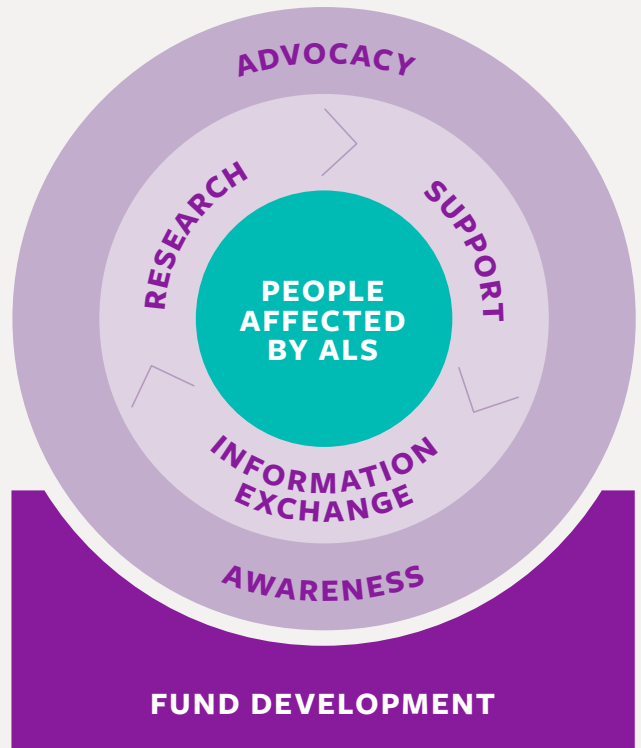 ADVOCACY
RESEARCH
SUPPORT
PEOPLE
AFFECTED
BY ALS
INFORMATION
EXCHANGE
AWARENESS
FUND DEVELOPMENT